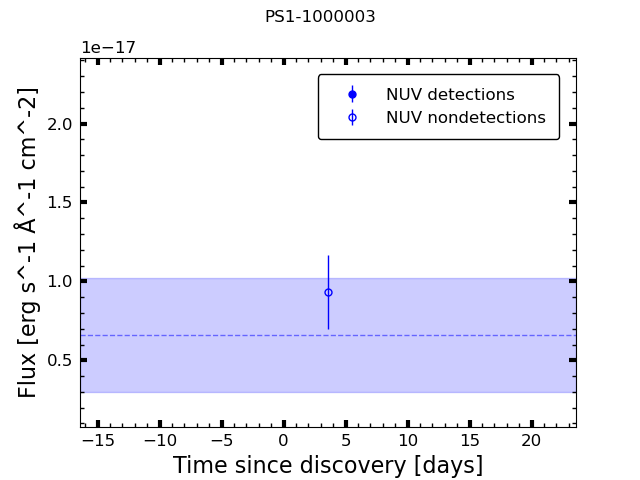 PS1-1000003
1e−17
NUV detections
NUV nondetections
2.0
1.5
1.0
0.5
Flux [erg s^-1 Å^-1 cm^-2]
−15 −10 −5 0 5 10 15 20
Time since discovery [days]